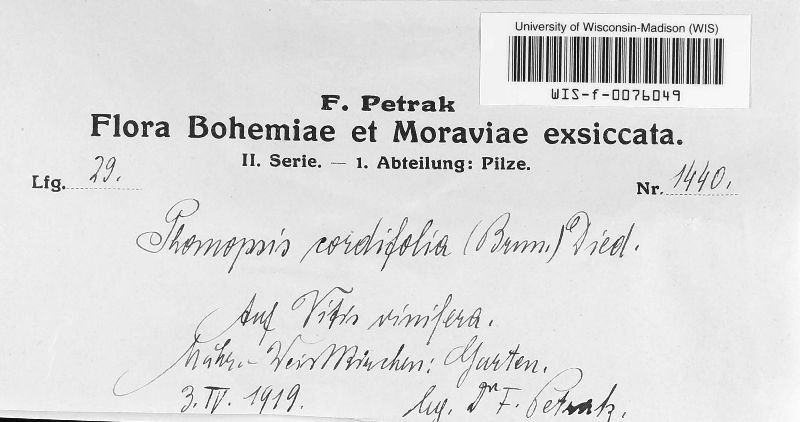 University of Wisconsin-Madison (WIS)
WIS-f-0076049
F. Petrak
Flora Bohemiae et Moraviae exsiccata.
II. Serie. — 1. Abteilung: Pilze.
Lfg. 29.
Nr. 1440.
Phomopsis cordifolia (Brun.) Died.
Auf Vitis vinifera.
Mähr.-Weisskirchen: Garten.
3. IV. 1919.
leg. Dr F. Petrak.